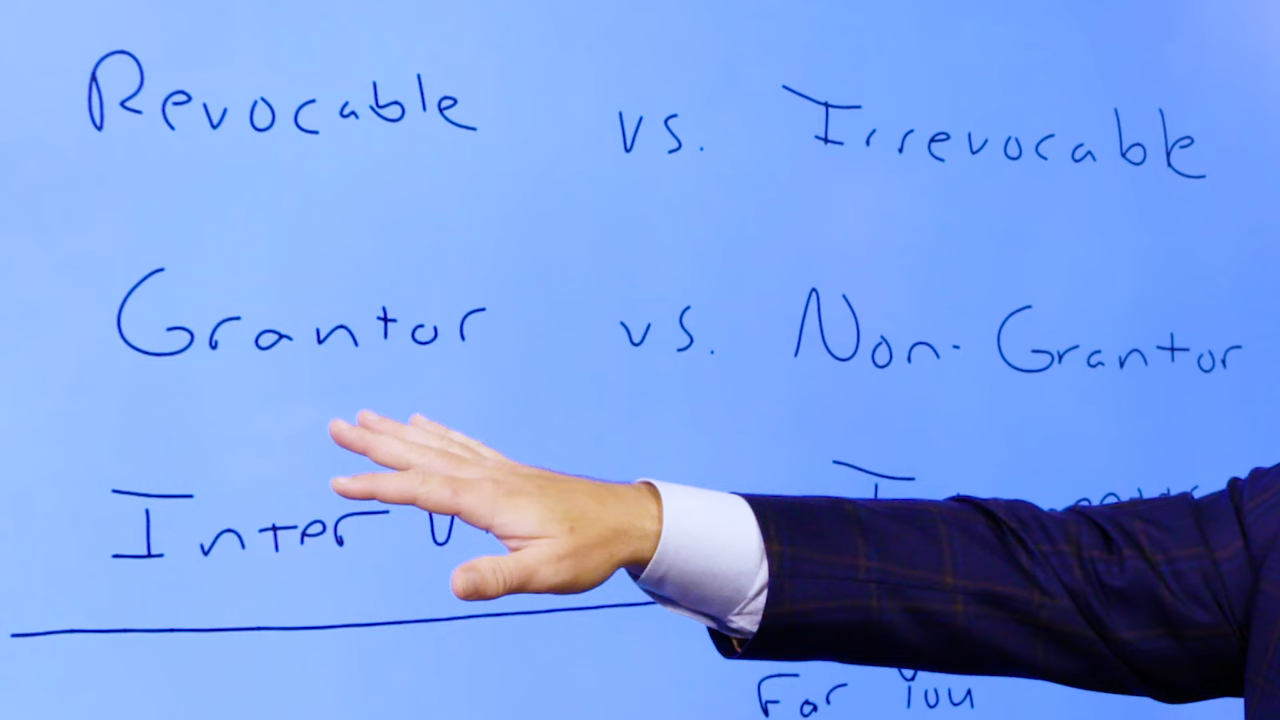 Revocable vs. Irrevocable
Grantor vs. Non-Grantor
Inter
For You